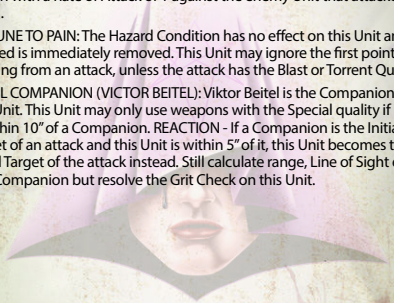 with a Rate of Attack of 1 against the Enemy Unit that attack
.
UNE TO PAIN: The Hazard Condition has no effect on this Unit an
ed is immediately removed. This Unit may ignore the first point
ng from an attack, unless the attack has the Blast or Torrent Qu
L COMPANION (VICTOR BEITEL): Viktor Beitel is the Companion
Unit. This Unit may only use weapons with the Special quality if
hin 10” of a Companion. REACTION - If a Companion is the Initia
et of an attack and this Unit is within 5” of it, this Unit becomes t
l Target of the attack instead. Still calculate range, Line of Sight e
Companion but resolve the Grit Check on this Unit.